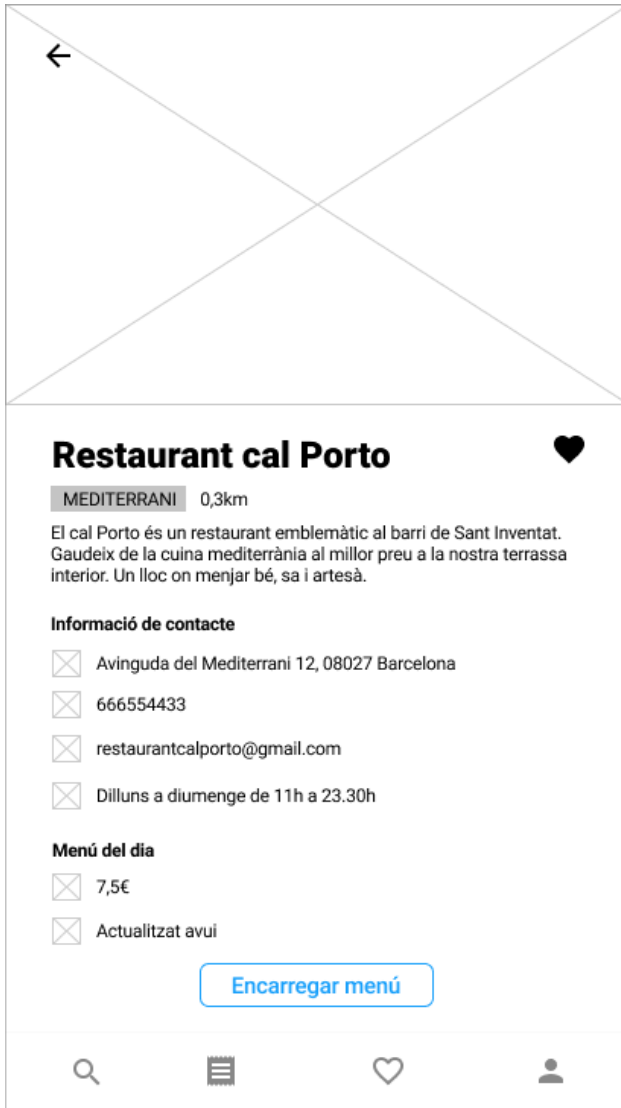 Restaurant cal Porto
MEDITERRANI 0,3km
El cal Porto és un restaurant emblemàtic al barri de Sant Inventat.
Gaudeix de la cuina mediterrània al millor preu a la nostra terrassa
interior. Un lloc on menjar bé, sa i artesà.
Informació de contacte
Avinguda del Mediterrani 12, 08027 Barcelona
666554433
restaurantcalporto@gmail.com
Dilluns a diumenge de 11h a 23.30h
Menú del dia
7,5€
Actualitzat avui
Encarregar menú